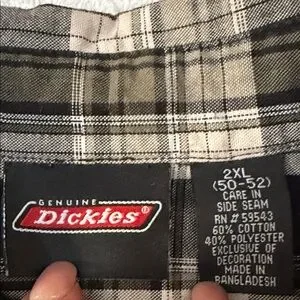 GENUINE
Dickies®
2XL
(50-52)
CARE IN
SIDE SEAM
RN # 59543
60% COTTON
40% POLYESTER
EXCLUSIVE OF
DECORATION
MADE IN
BANGLADESH